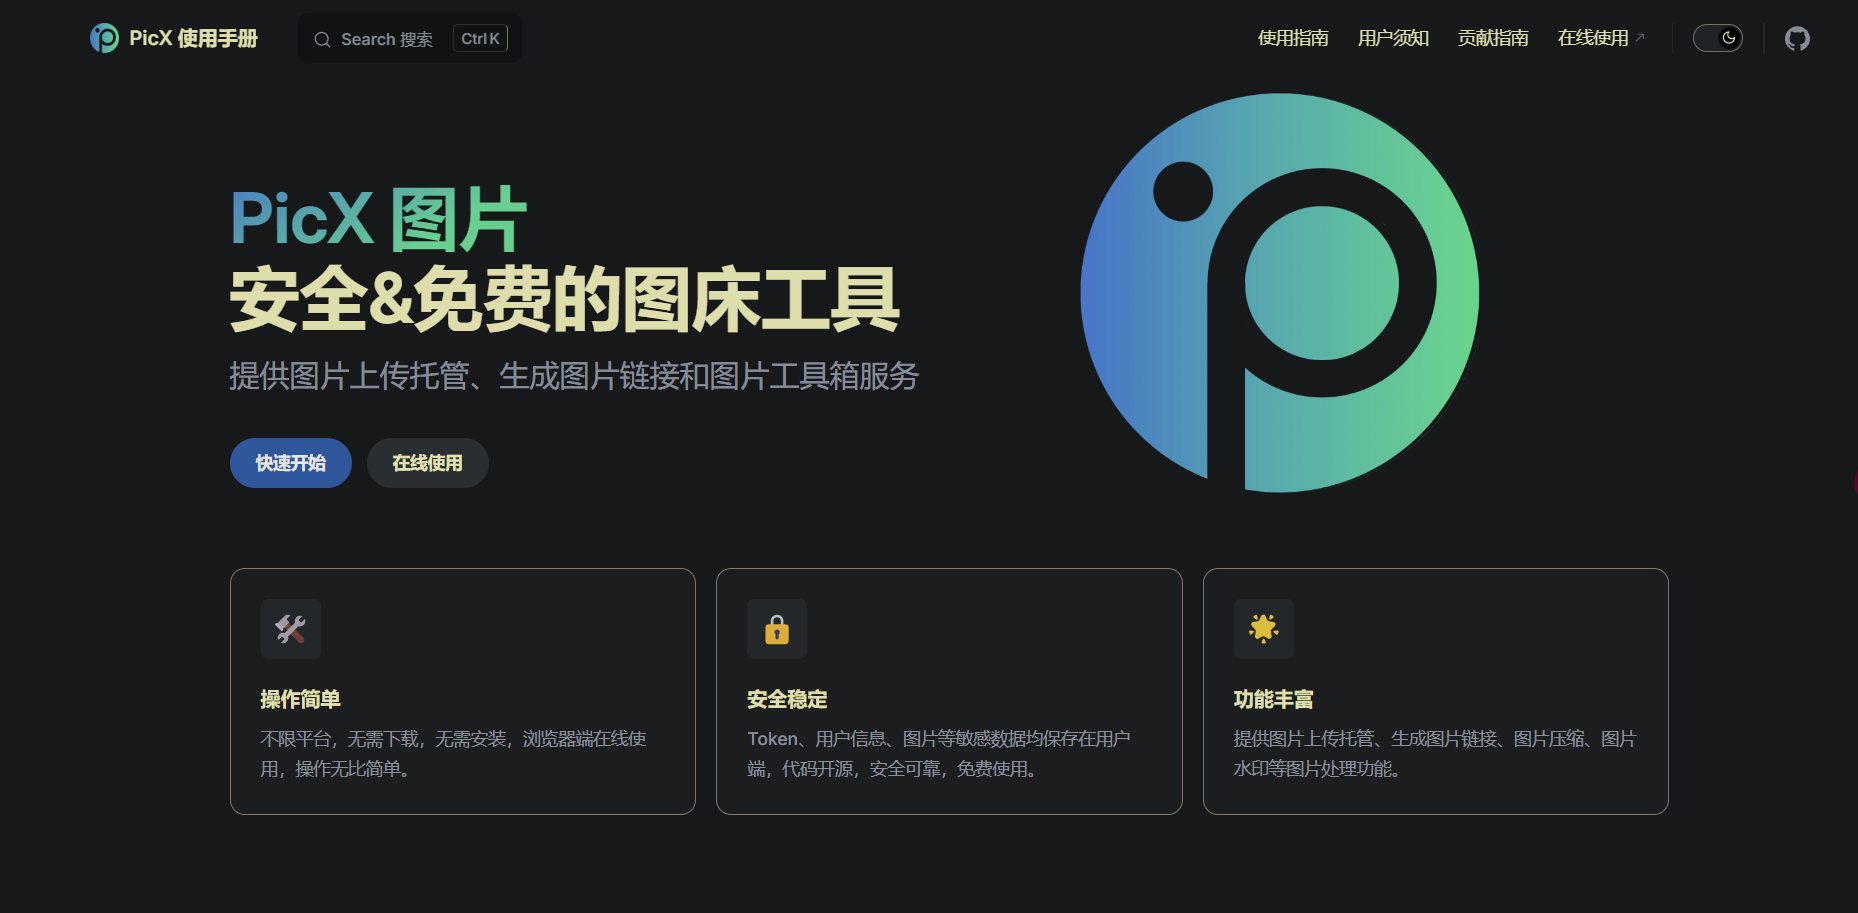 PicX 使用手册
Search 搜索
Ctrl K
使用指南
用户须知
贡献指南
在线使用
PicX 图片
安全&免费的图床工具
提供图片上传托管、生成图片链接和图片工具箱服务
快速开始
在线使用
操作简单
不限平台，无需下载，无需安装，浏览器端在线使
用，操作无比简单。
安全稳定
Token、用户信息、图片等敏感数据均保存在用户
端，代码开源，安全可靠，免费使用。
功能丰富
提供图片上传托管、生成图片链接、图片压缩、图片
水印等图片处理功能。